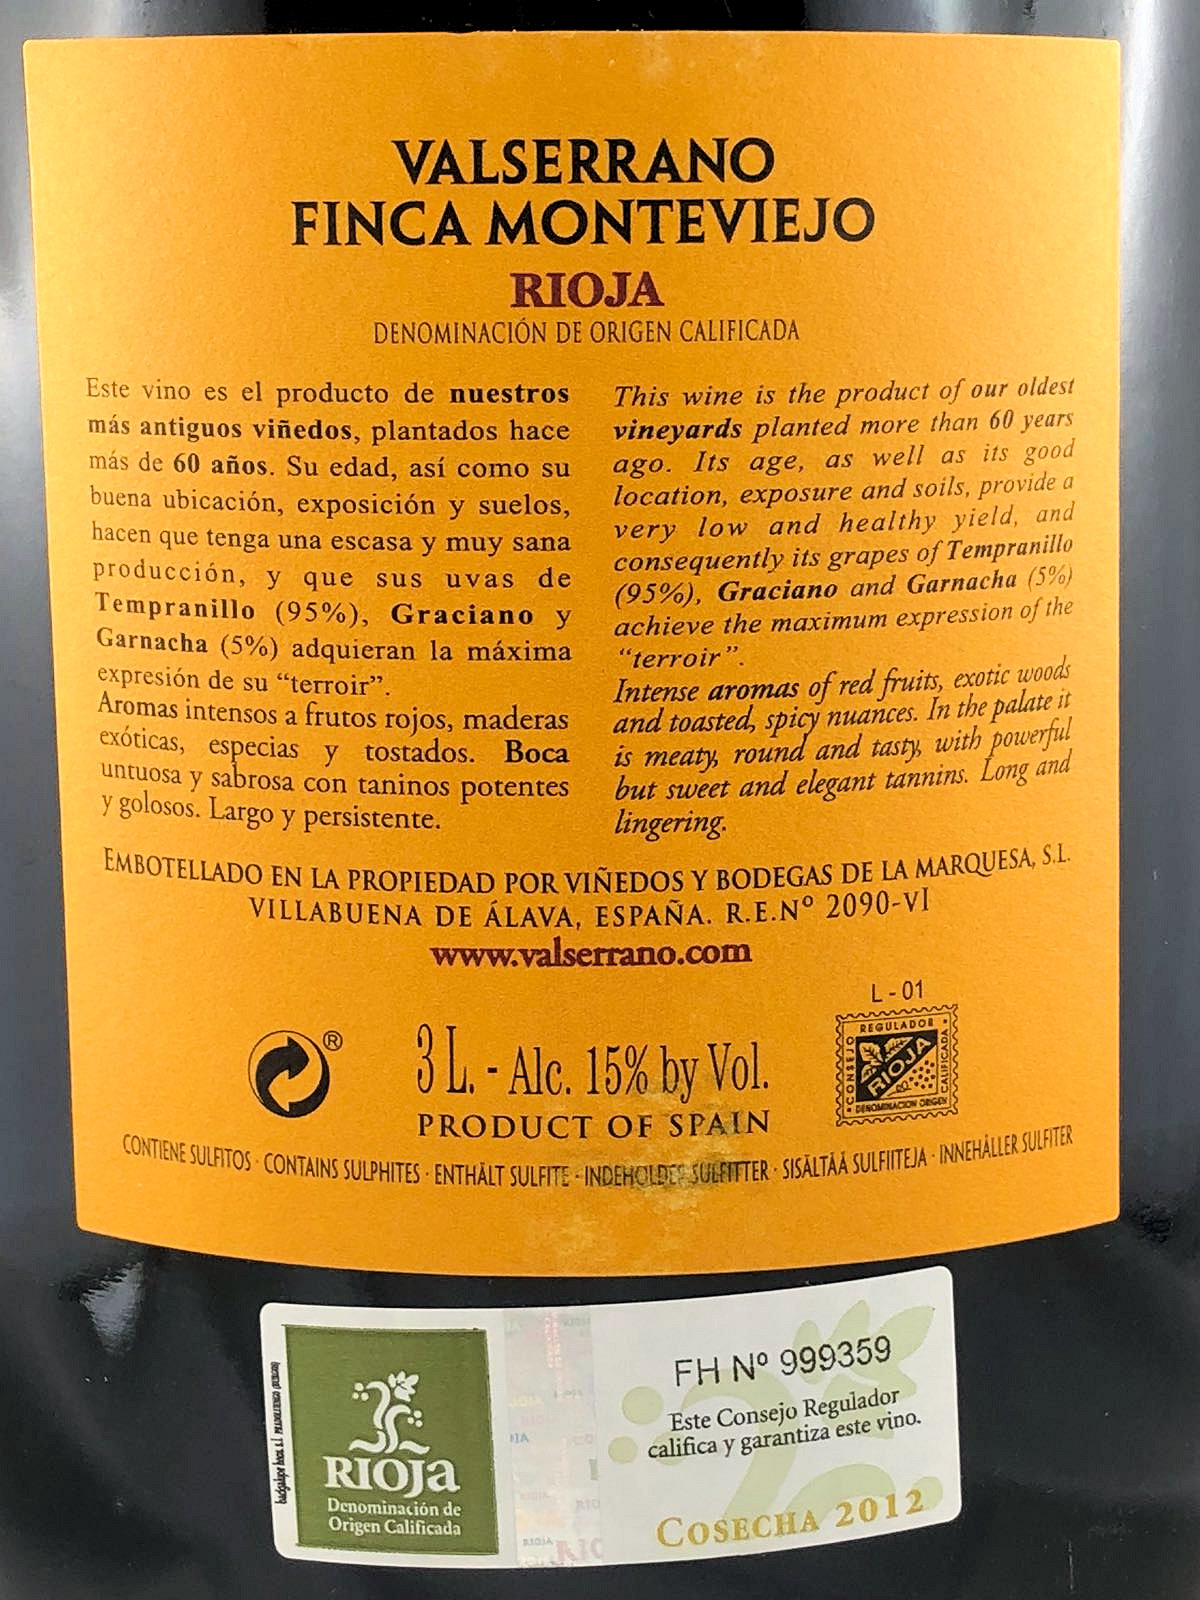 VALSERRANO
FINCA MONTEVIEJO
RIOJA
DENOMINACIÓN DE ORIGEN CALIFICADA
Este vino es el producto de nuestros
más antiguos viñedos, plantados hace
más de 60 años. Su edad, así como su
buena ubicación, exposición y suelos,
hacen que tenga una escasa y muy sana
producción, y que sus uvas de
Tempranillo (95%), Graciano y
Garnacha (5%) adquieran la máxima
expresión de su “terroir”.
Aromas intensos a frutos rojos, maderas
exóticas, especias y tostados. Boca
untuosa y sabrosa con taninos potentes
y golosos. Largo y persistente.
This wine is the product of our oldest
vineyards planted more than 60 years
ago. Its age, as well as its good
location, exposure and soils, provide a
very low and healthy yield, and
consequently its grapes of Tempranillo
(95%), Graciano and Garnacha (5%)
achieve the maximum expression of the
“terroir”.
Intense aromas of red fruits, exotic woods
and toasted, spicy nuances. In the palate it
is meaty, round and tasty, with powerful
but sweet and elegant tannins. Long and
lingering.
EMBOTELLADO EN LA PROPIEDAD POR VIÑEDOS Y BODEGAS DE LA MARQUESA, S.L.
VILLABUENA DE ÁLAVA, ESPAÑA. R.E.Nº 2090-VI
www.valserrano.com
L - 01
®
3 L. - Alc. 15% by Vol.
PRODUCT OF SPAIN
CONSEJO
REGULADOR
RIOJA
DENOMINACION ORIGEN
CALIFICADA
CONTIENE SULFITOS · CONTAINS SULPHITES · ENTHÄLT SULFITE · INDEHOLDER SULFITTER · SISÄLTÄÄ SULFIITEJA · INNEHÅLLER SULFITER
RIOJa
Denominación de
Origen Calificada
FH Nº 999359
Este Consejo Regulador
califica y garantiza este vino.
COSECHA 2012